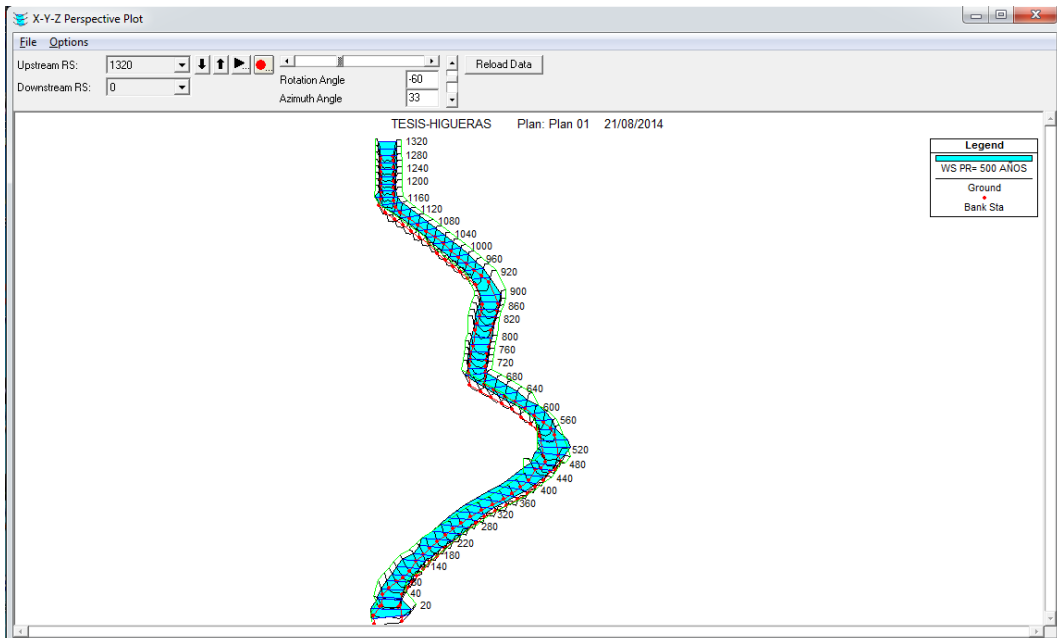 X-Y-Z Perspective Plot
File Options
Upstream RS: 1320
Downstream RS: 0
Rotation Angle -60
Azimuth Angle 33
Reload Data
TESIS-HIGUERAS Plan: Plan 01 21/08/2014
Legend
WS PR= 500 AÑOS
Ground
Bank Sta
1320
1280
1240
1200
1160
1120
1080
1040
1000
960
920
900
860
820
800
760
720
680
640
600
560
520
480
440
400
360
320
280
220
180
140
40
20